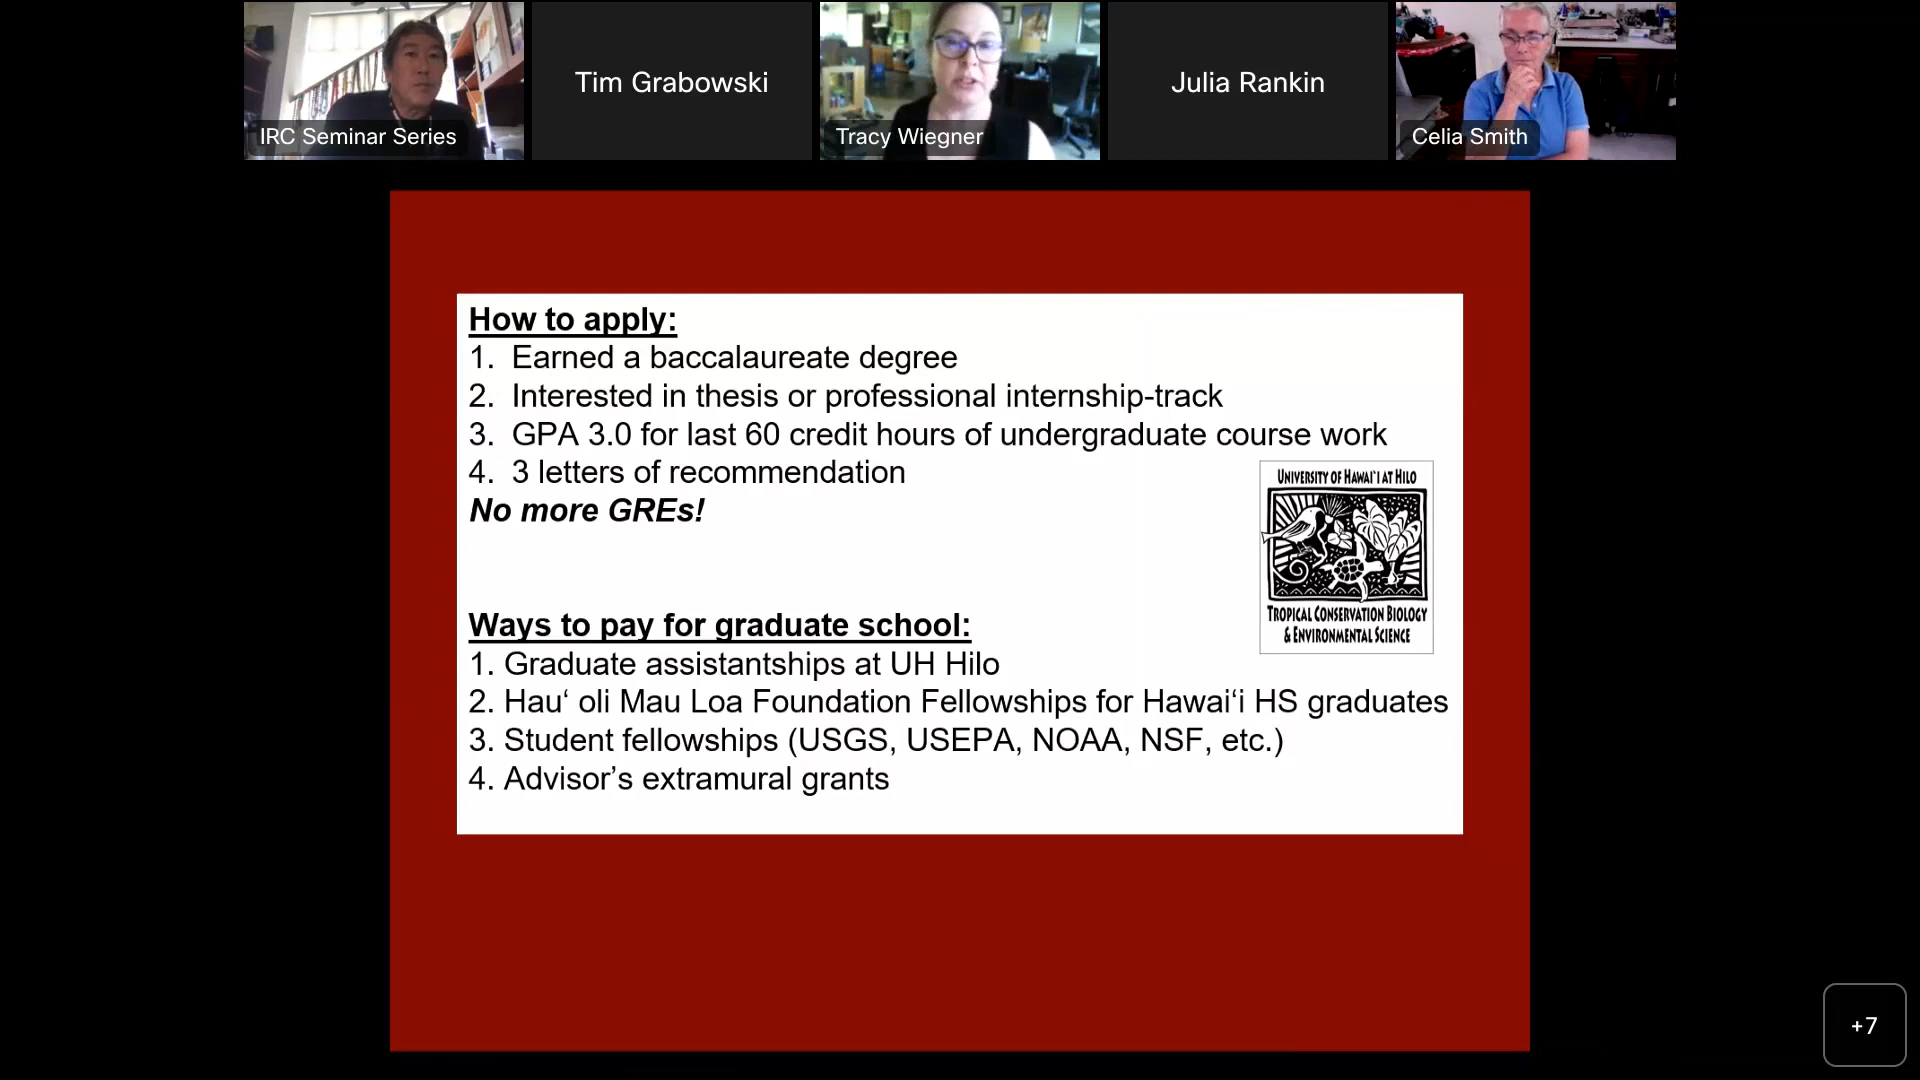 IRC Seminar Series
Tim Grabowski
Tracy Wiegner
Julia Rankin
Celia Smith
How to apply:
1. Earned a baccalaureate degree
2. Interested in thesis or professional internship-track
3. GPA 3.0 for last 60 credit hours of undergraduate course work
4. 3 letters of recommendation
No more GREs!
UNIVERSITY OF HAWAI`I AT HILO
TROPICAL CONSERVATION BIOLOGY
& ENVIRONMENTAL SCIENCE
Ways to pay for graduate school:
1. Graduate assistantships at UH Hilo
2. Hau‘ oli Mau Loa Foundation Fellowships for Hawai‘i HS graduates
3. Student fellowships (USGS, USEPA, NOAA, NSF, etc.)
4. Advisor’s extramural grants
+7